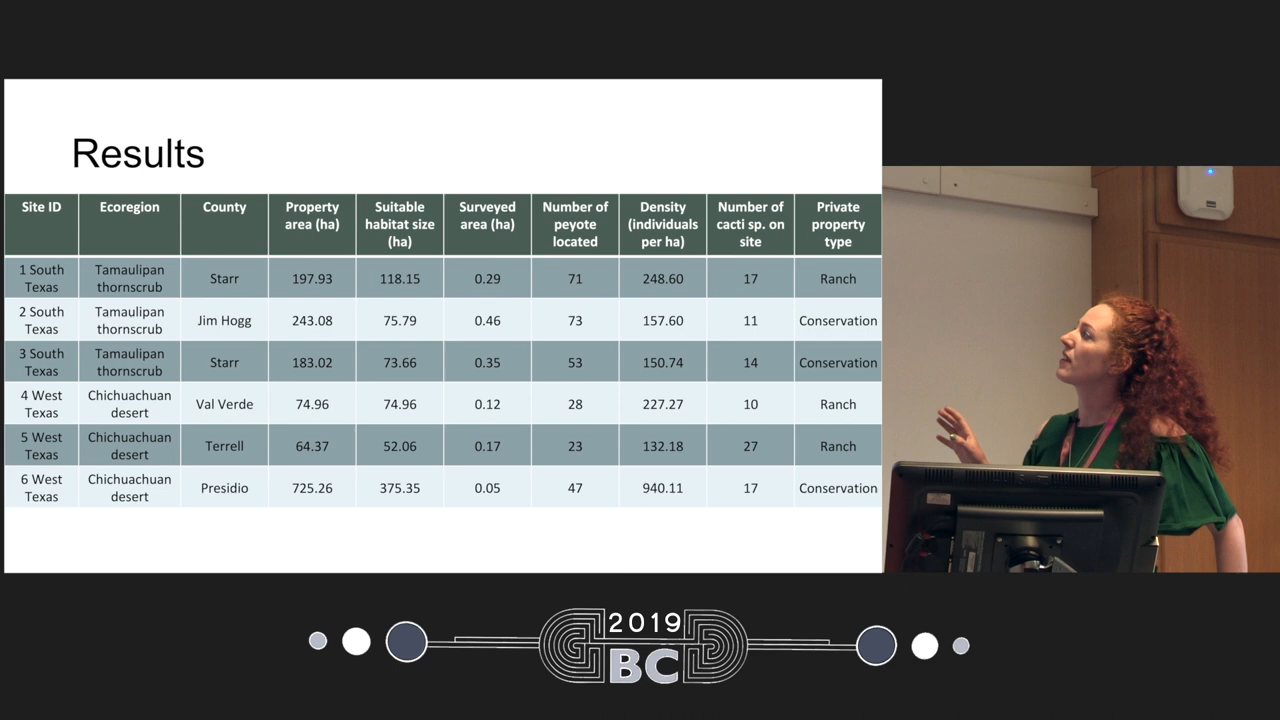 Results
Site ID Ecoregion County Property area (ha) Suitable habitat size (ha) Surveyed area (ha) Number of peyote located Density (individuals per ha) Number of cacti sp. on site Private property type
1 South Texas Tamaulipan thornscrub Starr 197.93 118.15 0.29 71 248.60 17 Ranch
2 South Texas Tamaulipan thornscrub Jim Hogg 243.08 75.79 0.46 73 157.60 11 Conservation
3 South Texas Tamaulipan thornscrub Starr 183.02 73.66 0.35 53 150.74 14 Conservation
4 West Texas Chichuachuan desert Val Verde 74.96 74.96 0.12 28 227.27 10 Ranch
5 West Texas Chichuachuan desert Terrell 64.37 52.06 0.17 23 132.18 27 Ranch
6 West Texas Chichuachuan desert Presidio 725.26 375.35 0.05 47 940.11 17 Conservation
2019
BC